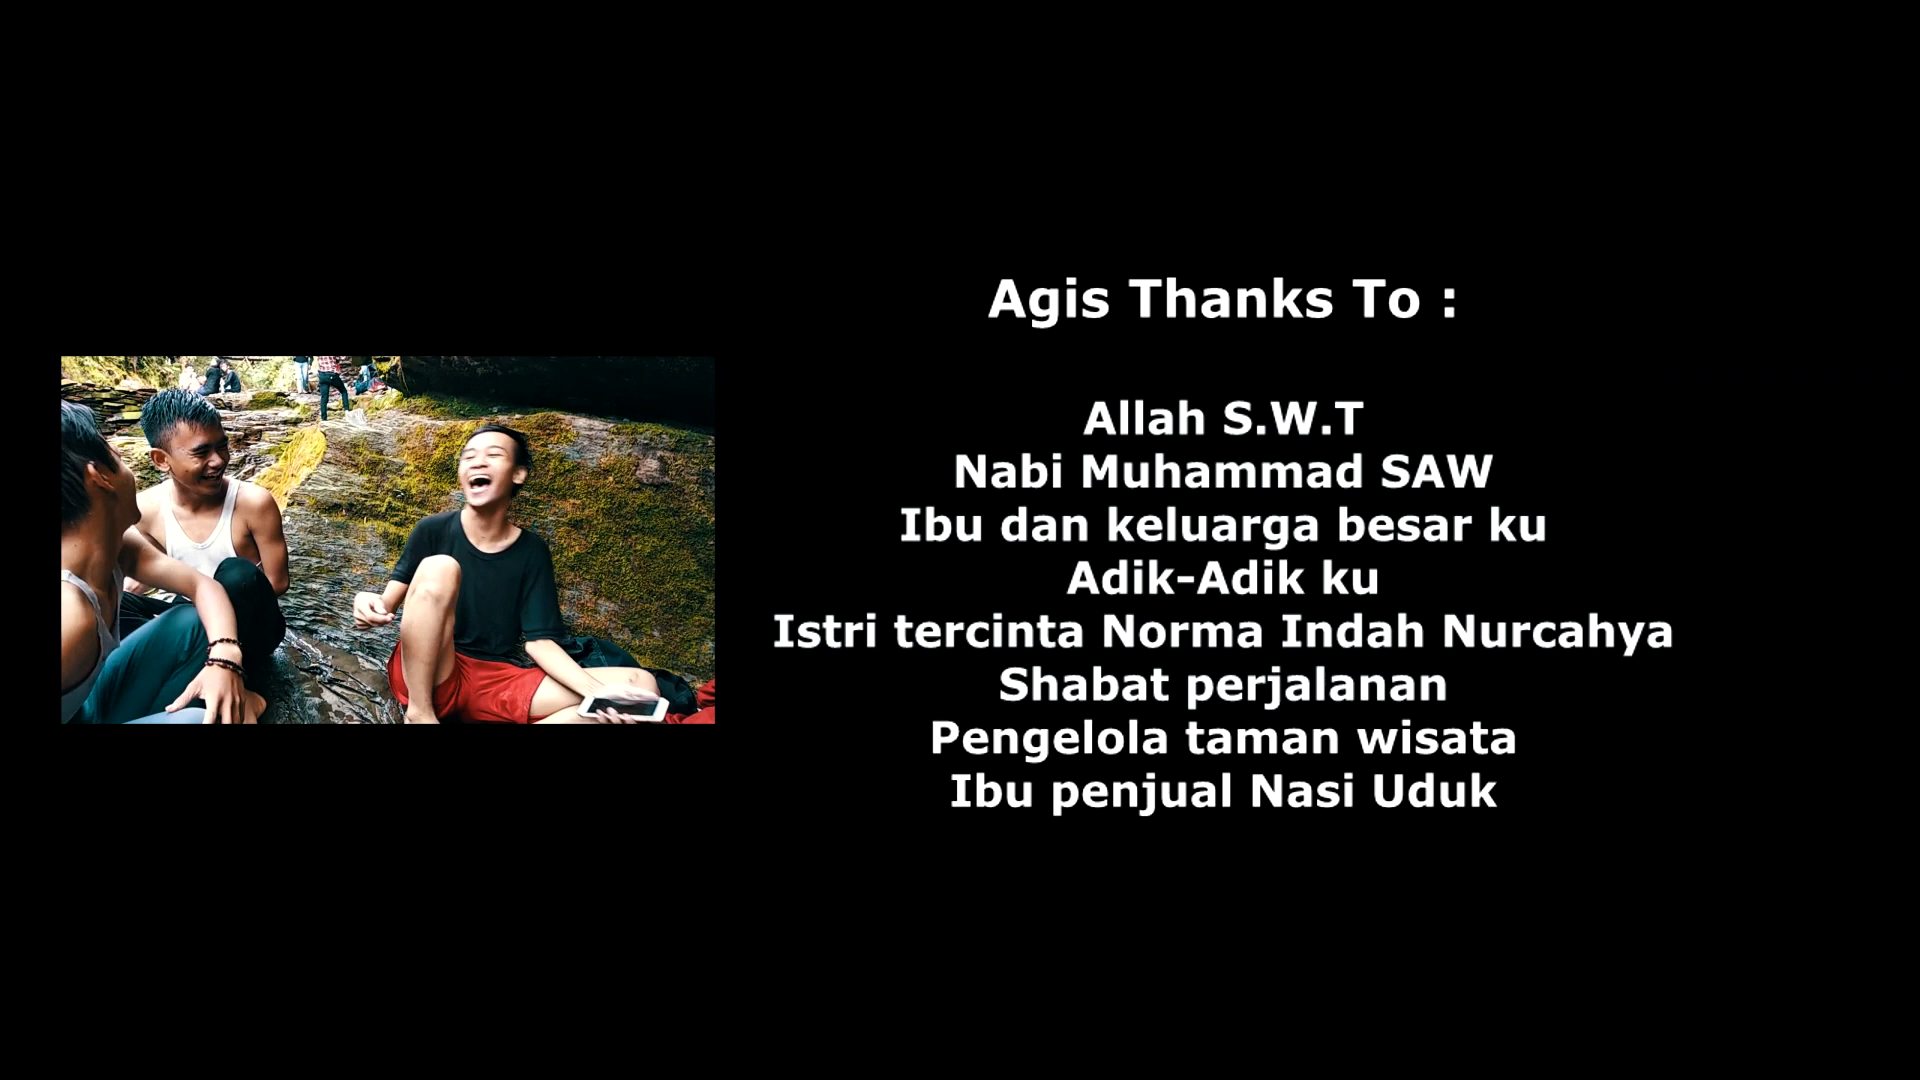 Agis Thanks To :
Allah S.W.T
Nabi Muhammad SAW
Ibu dan keluarga besar ku
Adik-Adik ku
Istri tercinta Norma Indah Nurcahya
Shabat perjalanan
Pengelola taman wisata
Ibu penjual Nasi Uduk